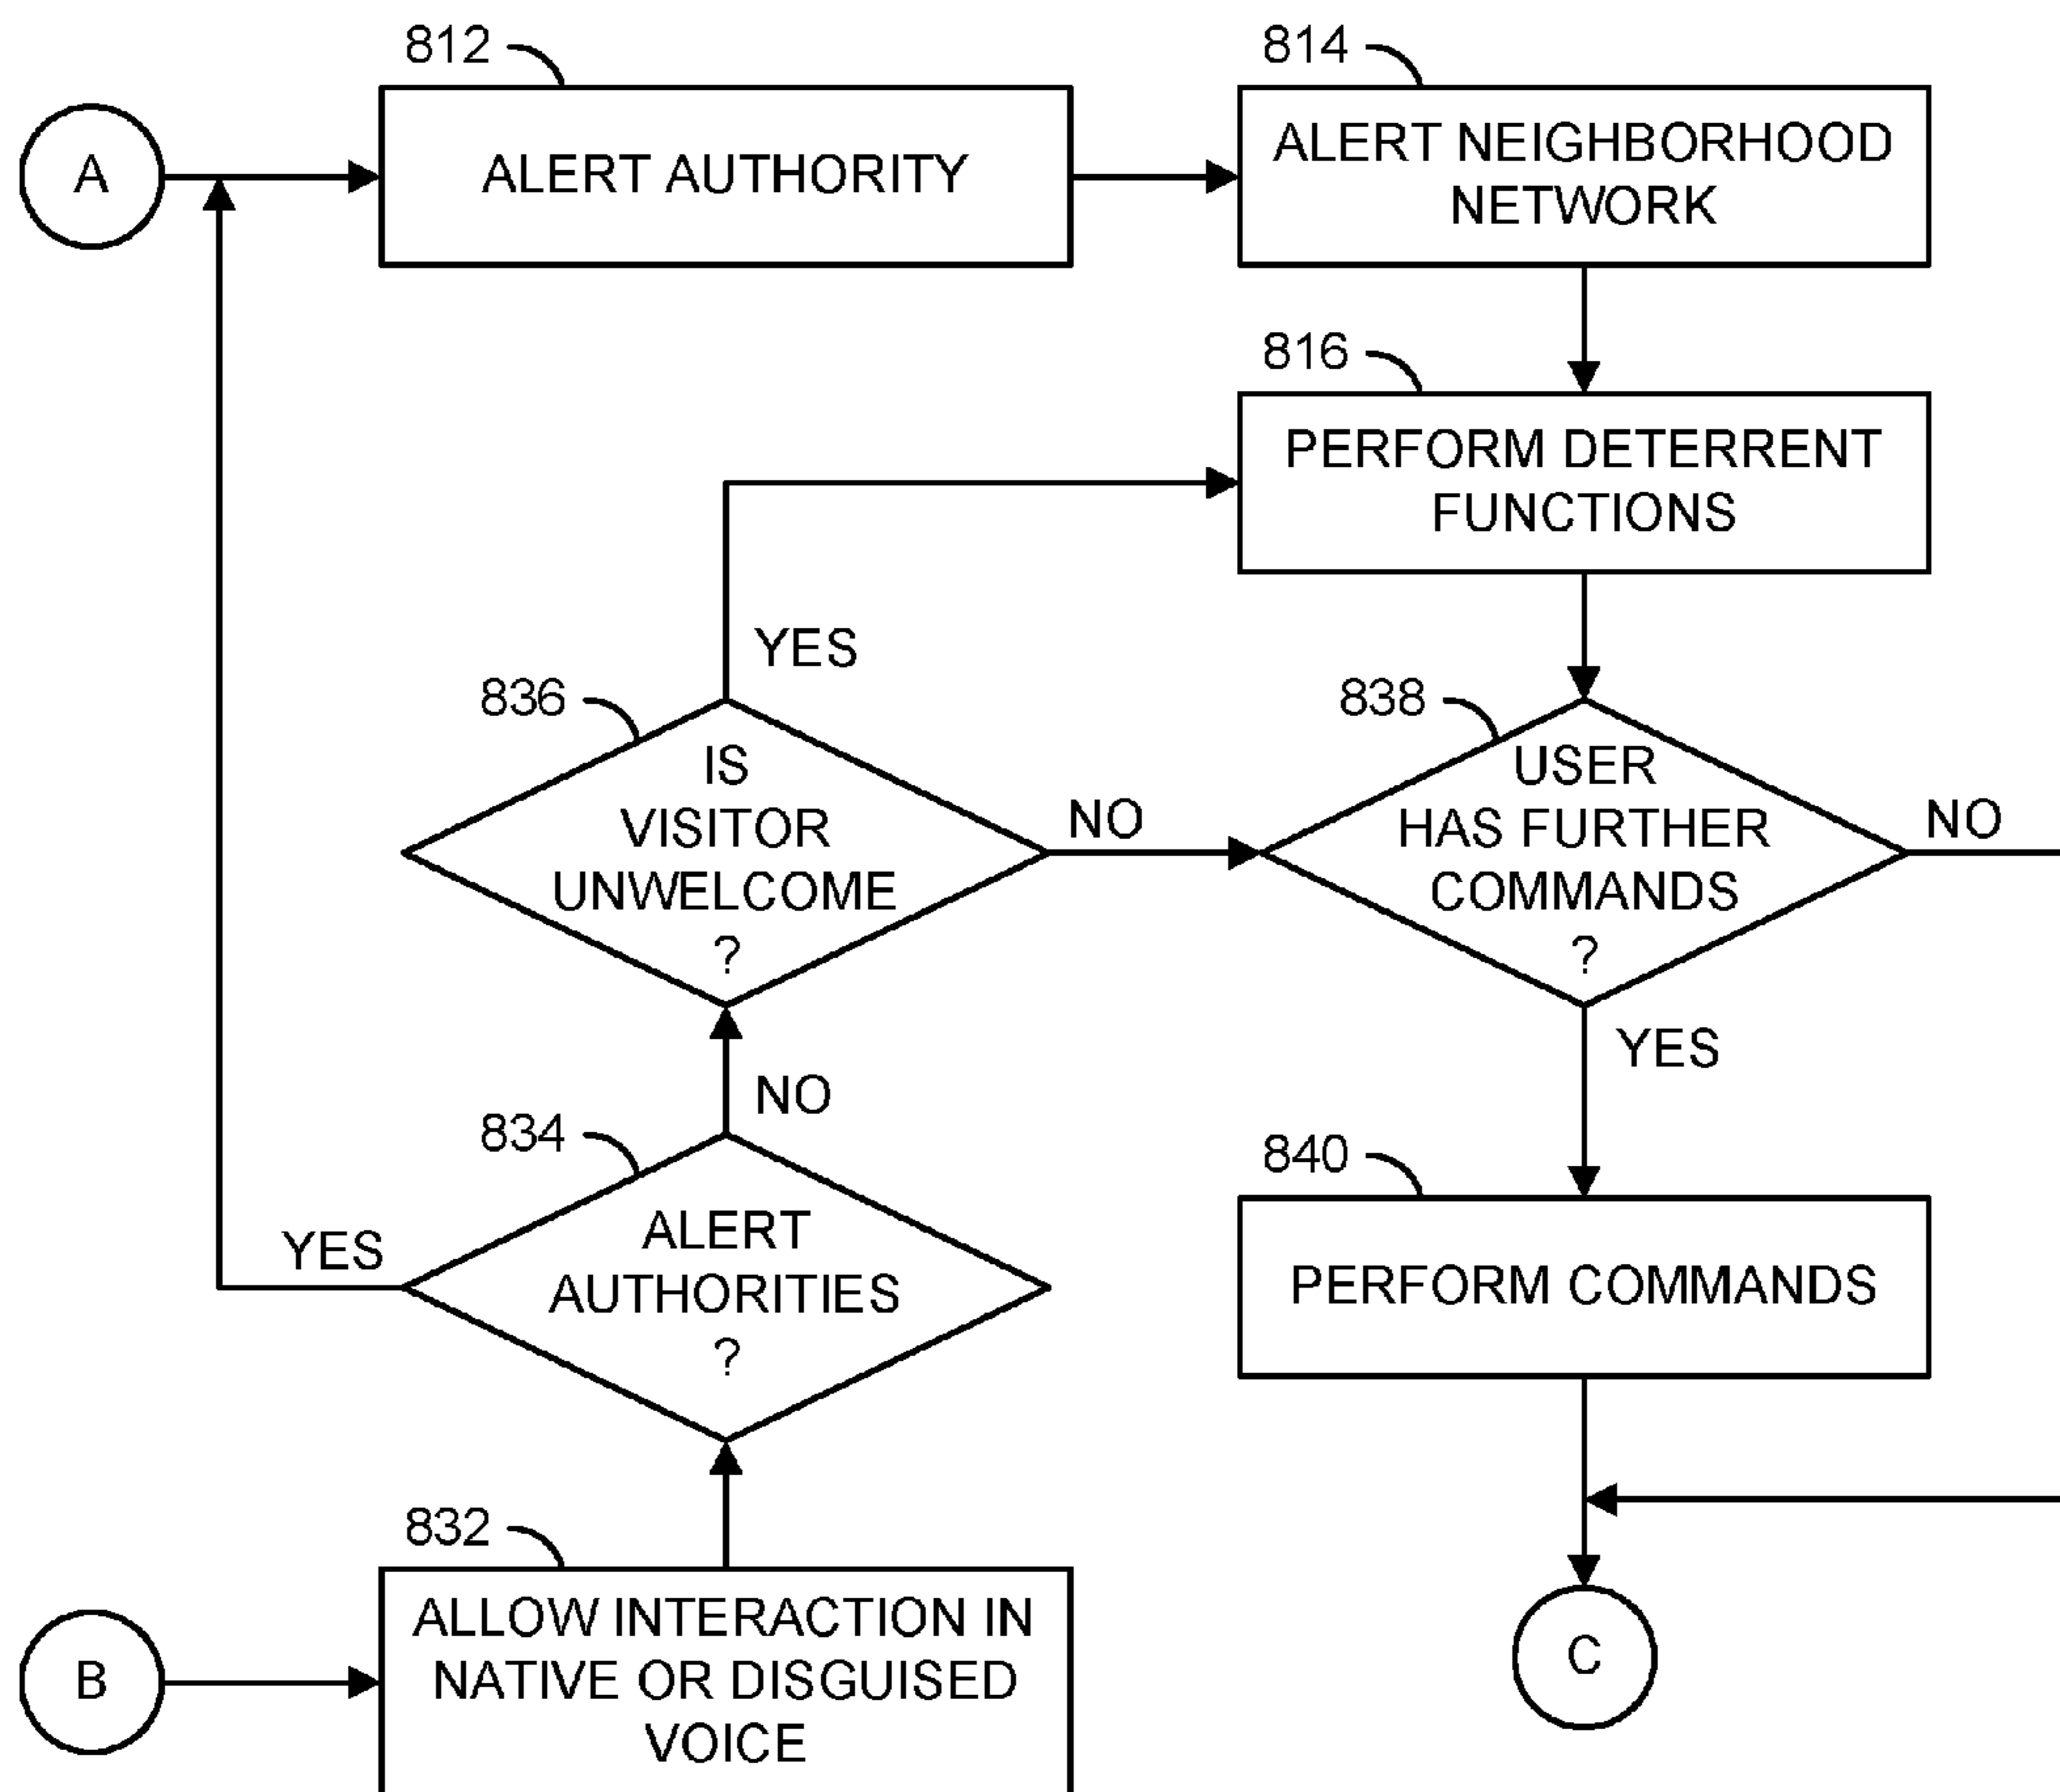 812
814
A
ALERT AUTHORITY
ALERT NEIGHBORHOOD
NETWORK
816
PERFORM DETERRENT
FUNCTIONS
YES
836
IS
VISITOR
UNWELCOME
?
NO
838
USER
HAS FURTHER
COMMANDS
?
NO
YES
NO
834
ALERT
AUTHORITIES
?
YES
840
PERFORM COMMANDS
832
B
ALLOW INTERACTION IN
NATIVE OR DISGUISED
VOICE
C